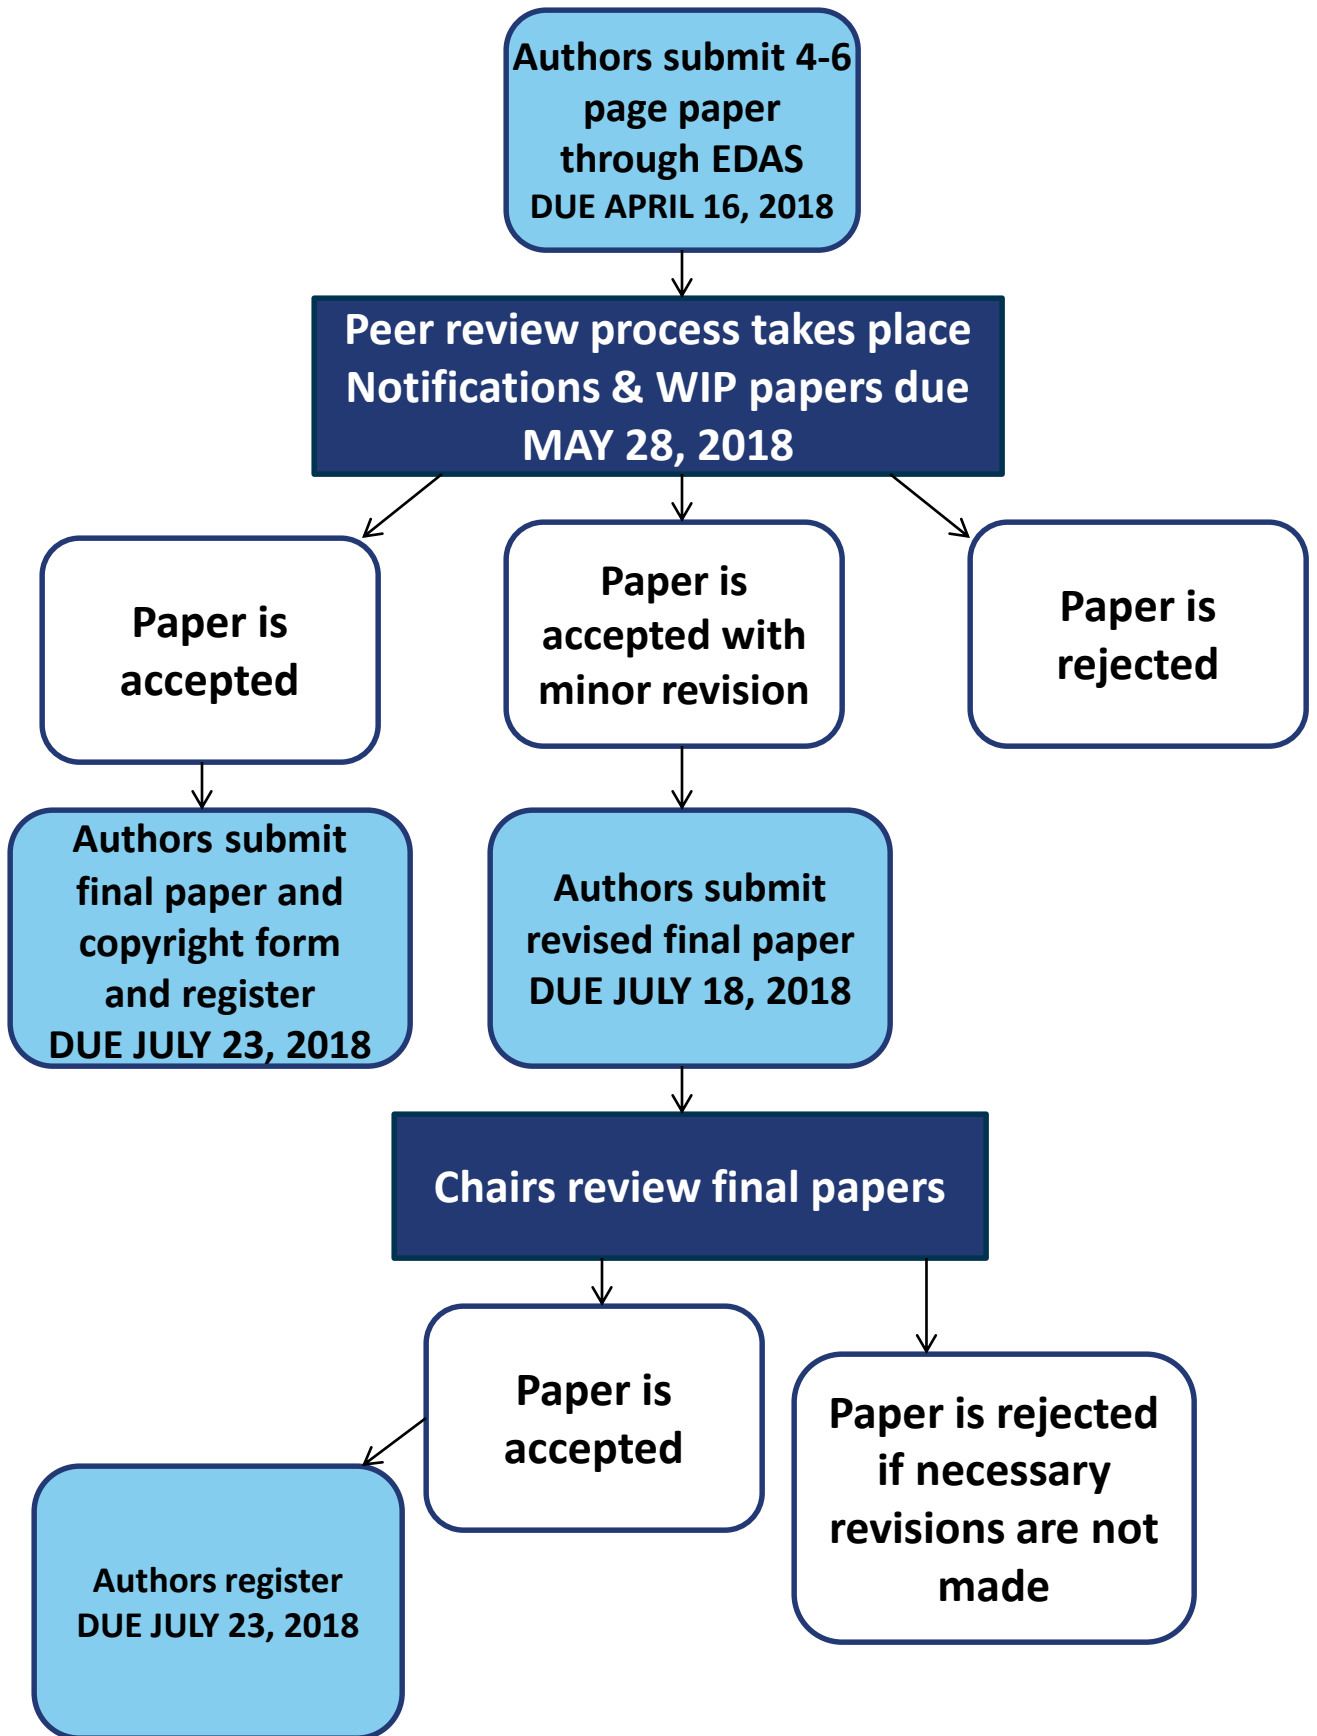 Authors submit 4-6
page paper
through EDAS
DUE APRIL 16, 2018
Peer review process takes place
Notifications & WIP papers due
MAY 28, 2018
Paper is
accepted
Paper is
accepted with
minor revision
Paper is
rejected
Authors submit
final paper and
copyright form
and register
DUE JULY 23, 2018
Authors submit
revised final paper
DUE JULY 18, 2018
Chairs review final papers
Paper is
accepted
Paper is rejected
if necessary
revisions are not
made
Authors register
DUE JULY 23, 2018